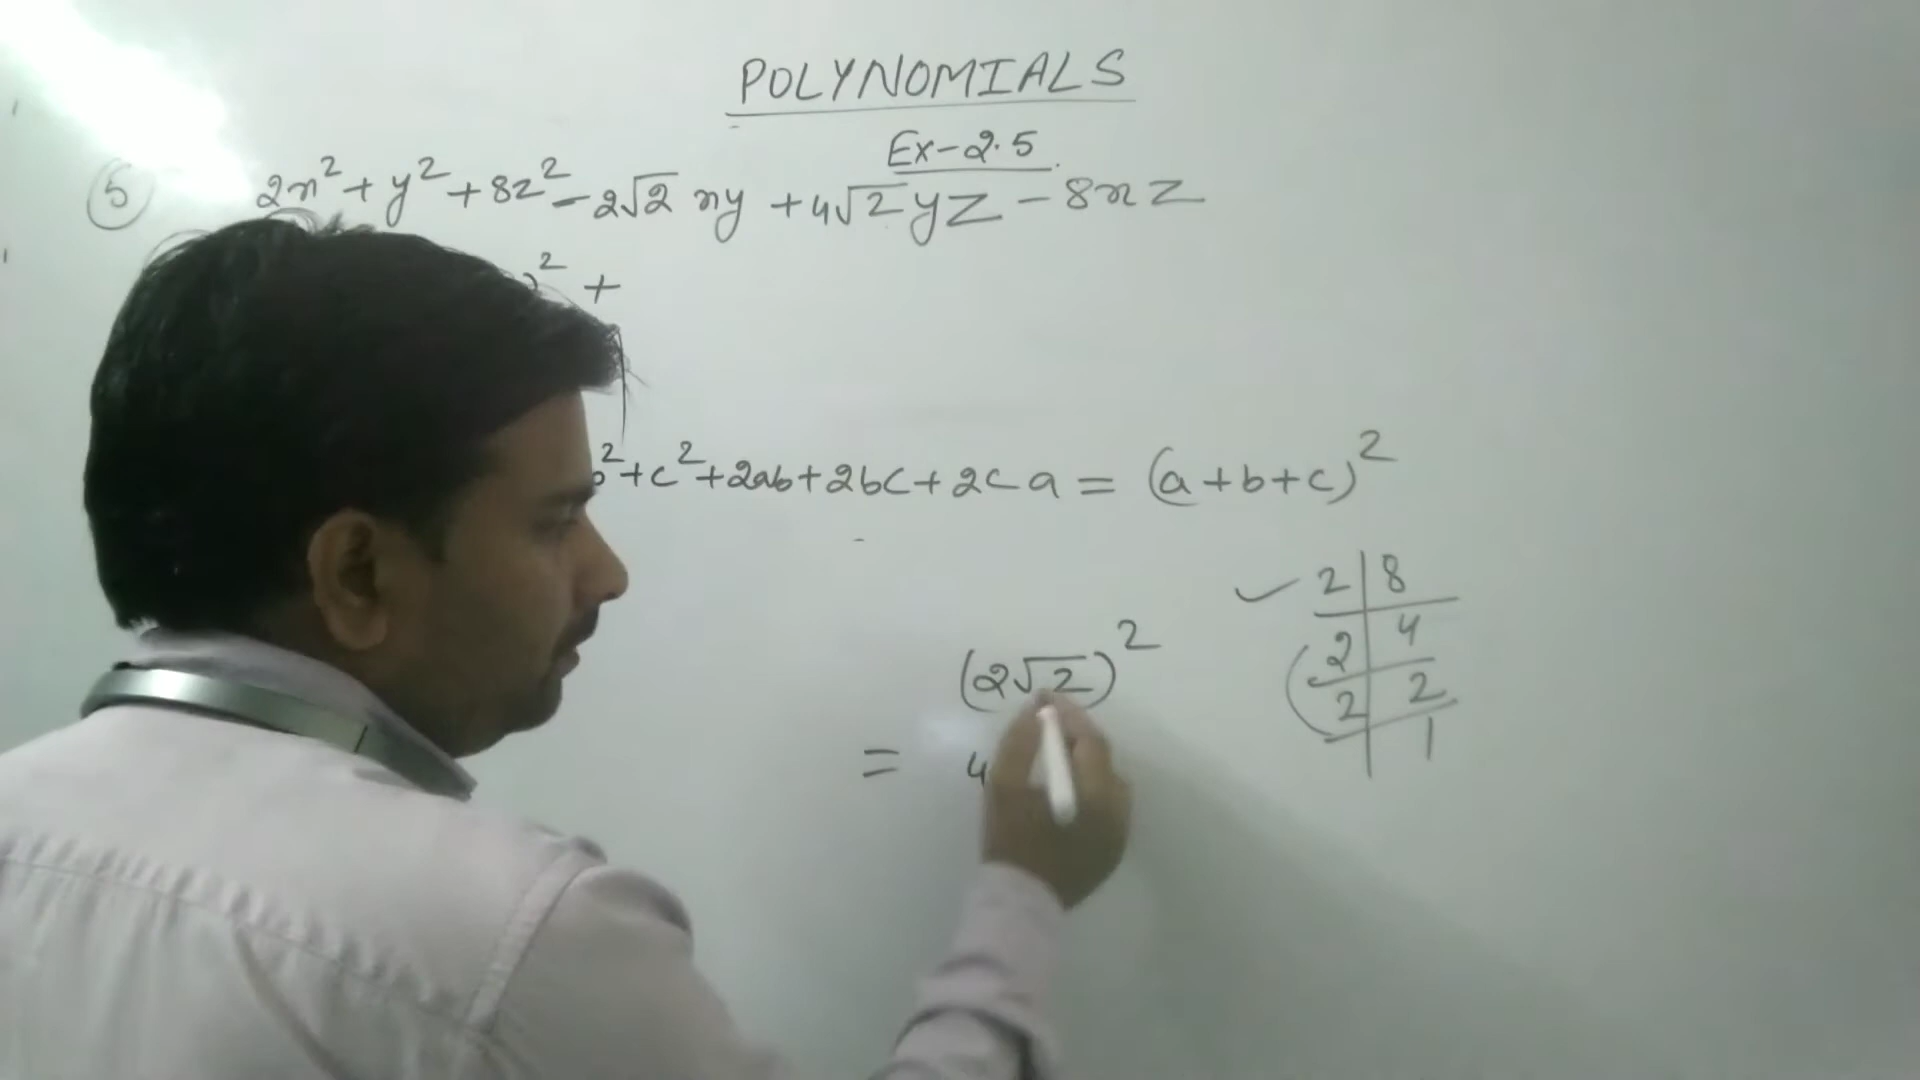 POLYNOMIALS
Ex-2.5
⑤ 2x² + y² + 8z² - 2√2 xy + 4√2 yz - 8xz
)² +
b² + c² + 2ab + 2bc + 2ca = (a+b+c)²
2 | 8
2 | 4
2 | 2
| 1
(2√2)²
= 4